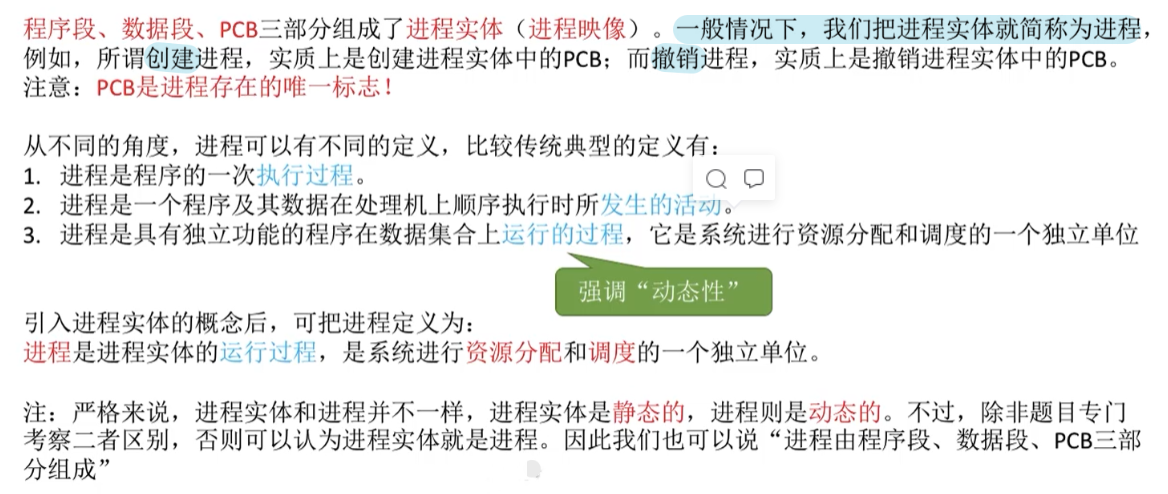 程序段、数据段、PCB三部分组成了进程实体（进程映像）。一般情况下，我们把进程实体就简称为进程，
例如，所谓创建进程，实质上是创建进程实体中的PCB；而撤销进程，实质上是撤销进程实体中的PCB。
注意：PCB是进程存在的唯一标志！
从不同的角度，进程可以有不同的定义，比较传统典型的定义有：
1. 进程是程序的一次执行过程。
2. 进程是一个程序及其数据在处理机上顺序执行时所发生的活动。
3. 进程是具有独立功能的程序在数据集合上运行的过程，它是系统进行资源分配和调度的一个独立单位
强调“动态性”
引入进程实体的概念后，可把进程定义为：
进程是进程实体的运行过程，是系统进行资源分配和调度的一个独立单位。
注：严格来说，进程实体和进程并不一样，进程实体是静态的，进程则是动态的。不过，除非题目专门
考察二者区别，否则可以认为进程实体就是进程。因此我们也可以说“进程由程序段、数据段、PCB三部
分组成”